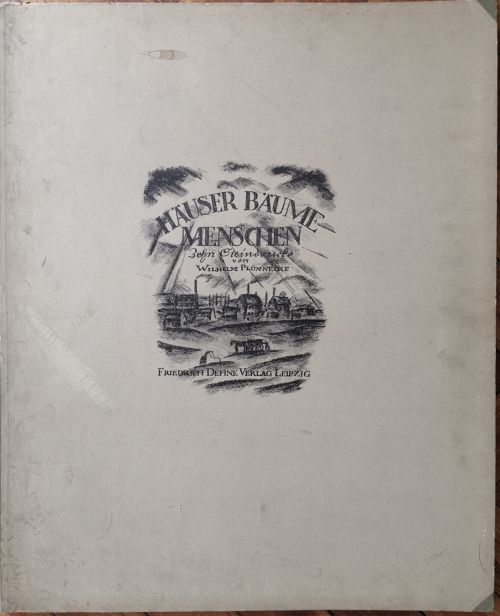 HÄUSER BÄUME
MENSCHEN
Zehn Steindrucke
von
WILHELM PLÜNNECKE
FRIEDRICH DEHNE VERLAG LEIPZIG